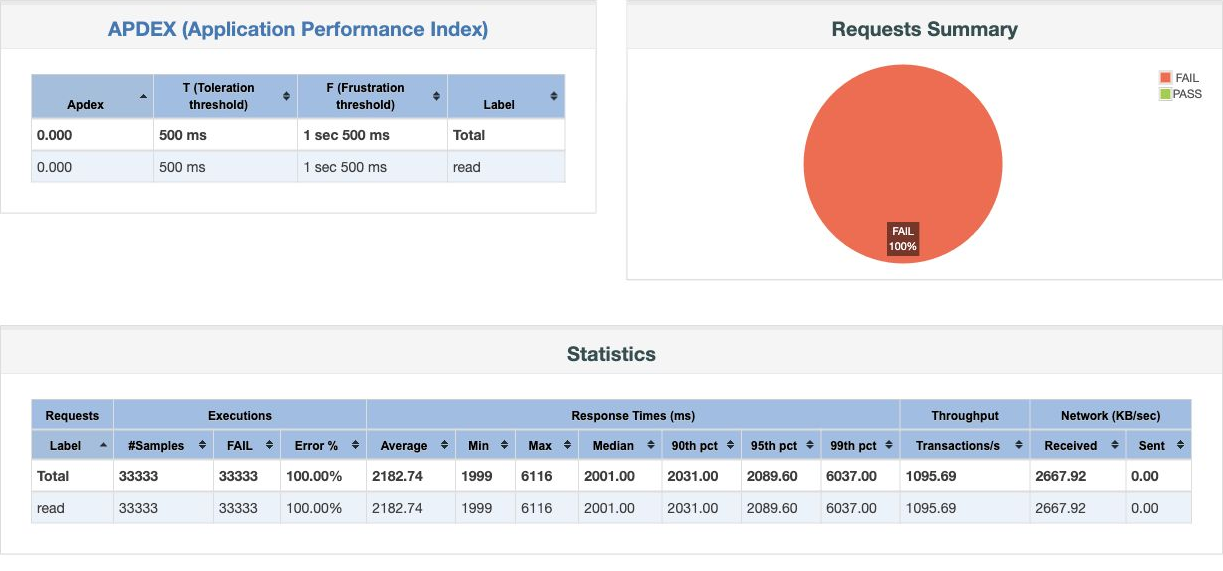 APDEX (Application Performance Index)
Apdex T (Toleration threshold) F (Frustration threshold) Label
0.000 500 ms 1 sec 500 ms Total
0.000 500 ms 1 sec 500 ms read
Requests Summary
FAIL
PASS
FAIL
100%
Statistics
Requests Executions Response Times (ms) Throughput Network (KB/sec)
Label #Samples FAIL Error % Average Min Max Median 90th pct 95th pct 99th pct Transactions/s Received Sent
Total 33333 33333 100.00% 2182.74 1999 6116 2001.00 2031.00 2089.60 6037.00 1095.69 2667.92 0.00
read 33333 33333 100.00% 2182.74 1999 6116 2001.00 2031.00 2089.60 6037.00 1095.69 2667.92 0.00